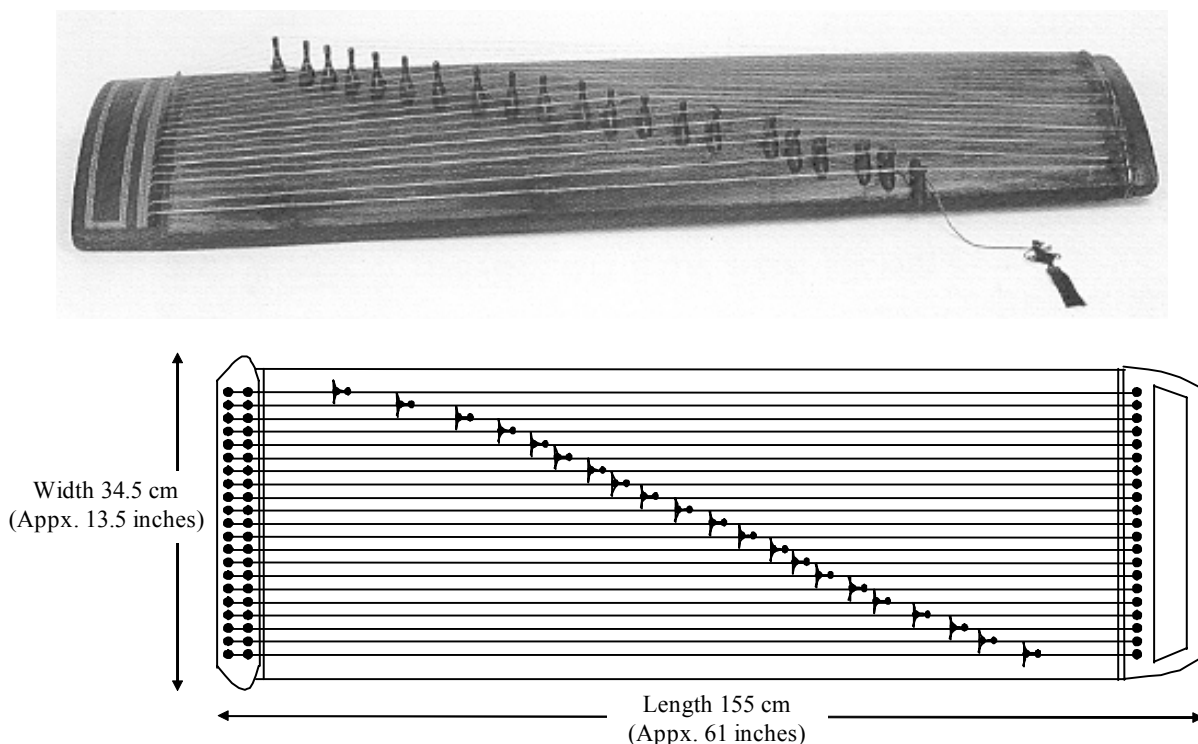 Width 34.5 cm
(Appx. 13.5 inches)
Length 155 cm
(Appx. 61 inches)